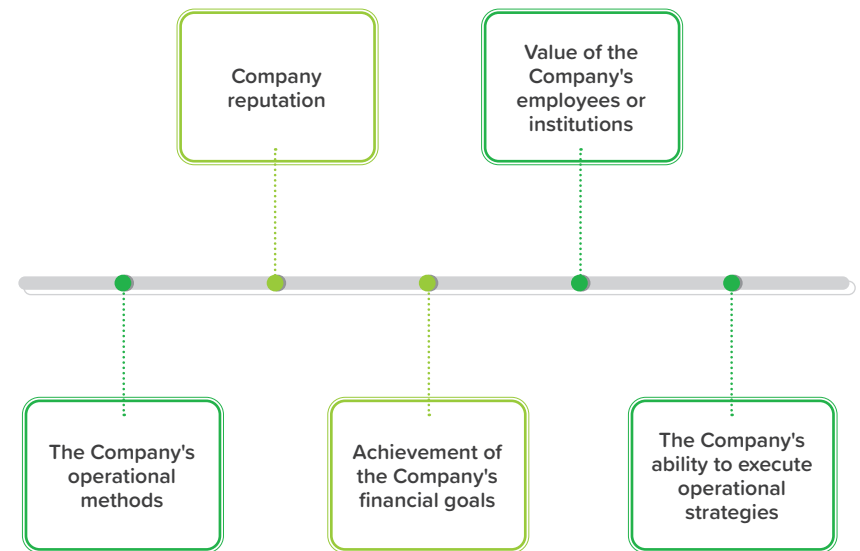 Company
reputation
Value of the
Company's
employees or
institutions
The Company's
operational
methods
Achievement of
the Company's
financial goals
The Company's
ability to execute
operational
strategies